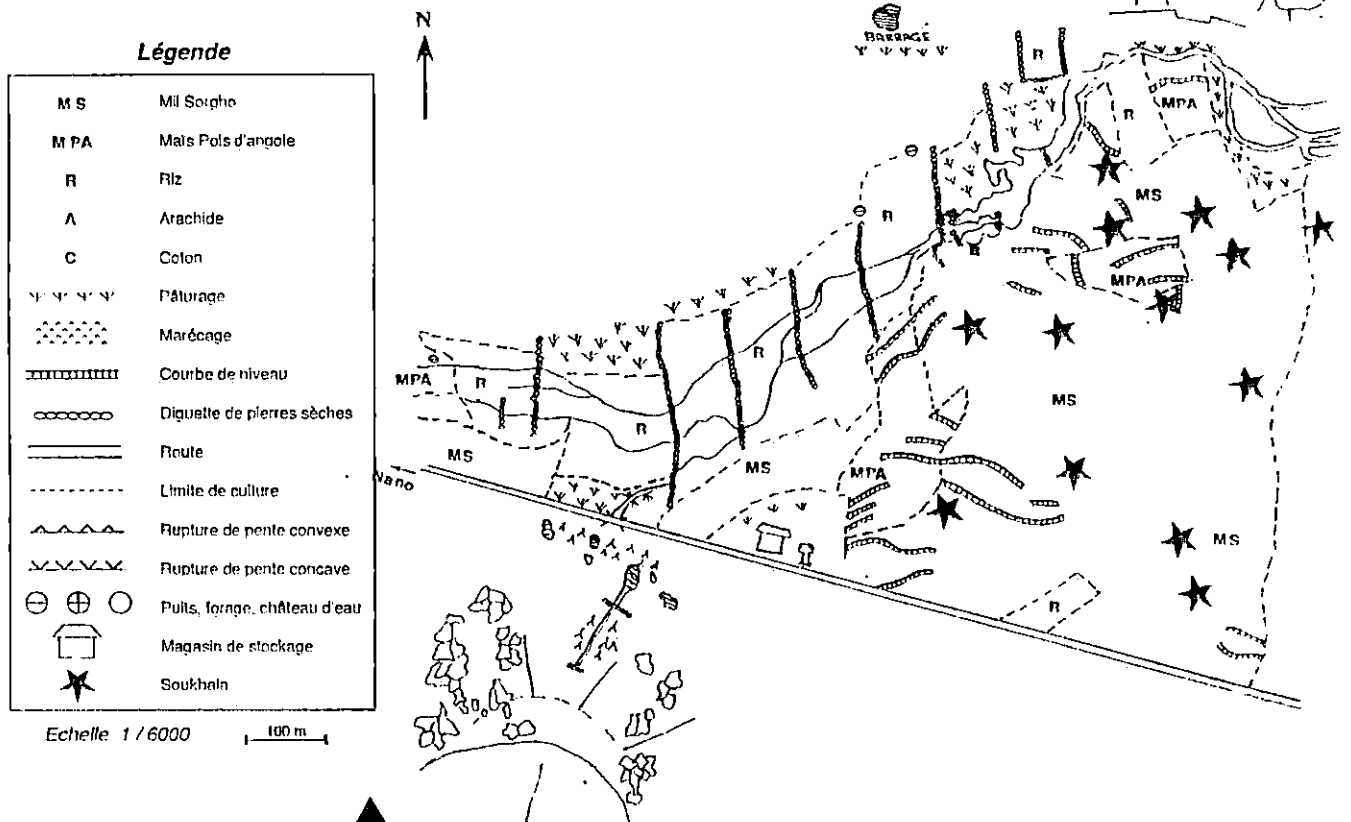 Légende
M S Mil Sorgho
M PA Maïs Pois d'angole
R Riz
A Arachide
C Coton
Pâturage
Marécage
Courbe de niveau
Diguette de pierres sèches
Route
Limite de culture
Rupture de pente convexe
Rupture de pente concave
Puits, forage, château d'eau
Magasin de stockage
Soukhala
Echelle 1 / 6000
100 m
N
BARRAGE
R
MPA
R
MS
R
R
MPA
R
MPA
R
MS
R
MS
MS
MPA
Nano
MS
R